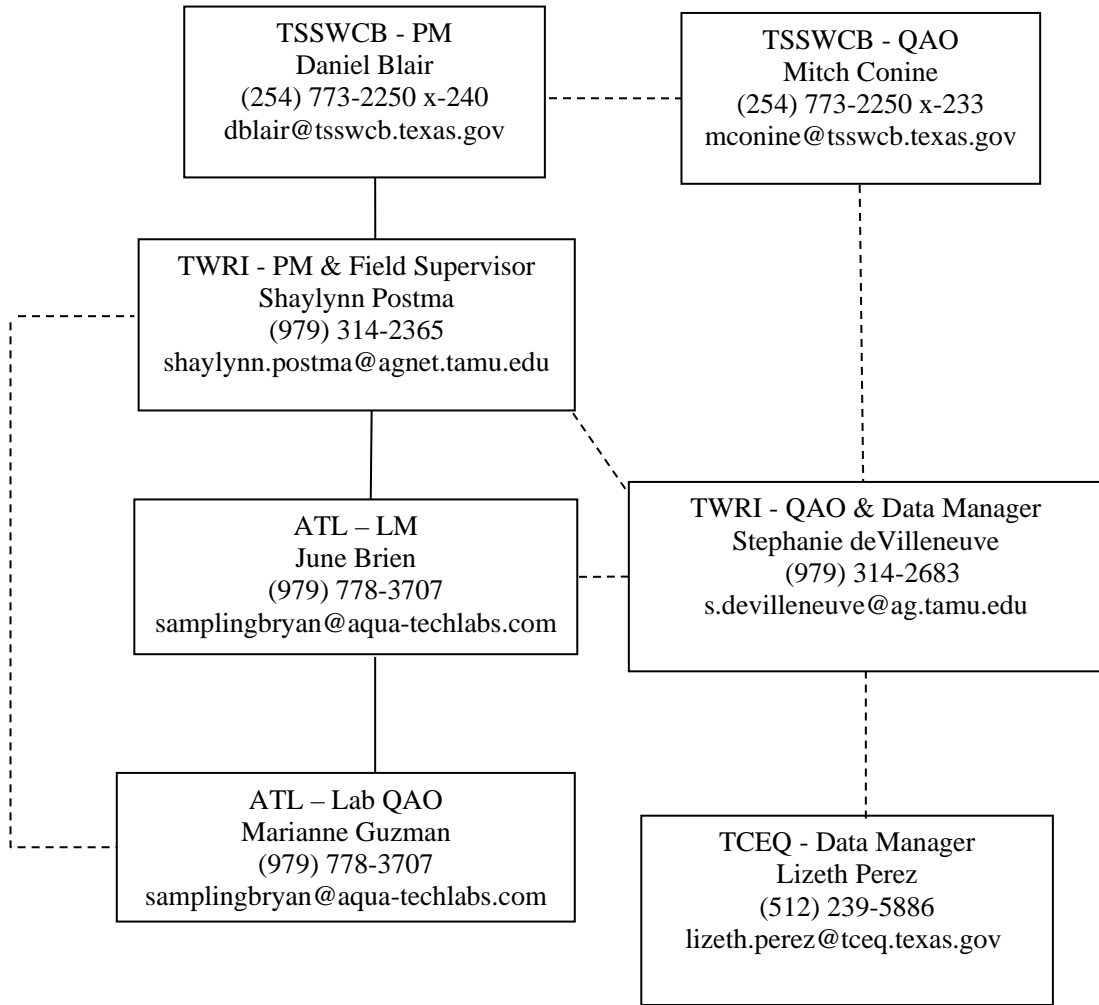 TSSWCB - PM
Daniel Blair
(254) 773-2250 x-240
dblair@tsswcb.texas.gov
TSSWCB - QAO
Mitch Conine
(254) 773-2250 x-233
mconine@tsswcb.texas.gov
TWRI - PM & Field Supervisor
Shaylynn Postma
(979) 314-2365
shaylynn.postma@agnet.tamu.edu
ATL – LM
June Brien
(979) 778-3707
samplingbryan@aqua-techlabs.com
TWRI - QAO & Data Manager
Stephanie deVilleneuve
(979) 314-2683
s.devilleneuve@ag.tamu.edu
ATL – Lab QAO
Marianne Guzman
(979) 778-3707
samplingbryan@aqua-techlabs.com
TCEQ - Data Manager
Lizeth Perez
(512) 239-5886
lizeth.perez@tceq.texas.gov